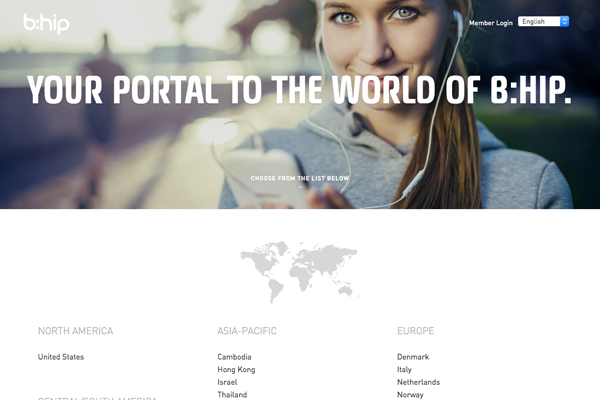 b:hip
Member Login
English
YOUR PORTAL TO THE WORLD OF B:HIP.
CHOOSE FROM THE LIST BELOW
NORTH AMERICA
United States
CENTRAL/SOUTH AMERICA
ASIA-PACIFIC
Cambodia
Hong Kong
Israel
Thailand
EUROPE
Denmark
Italy
Netherlands
Norway